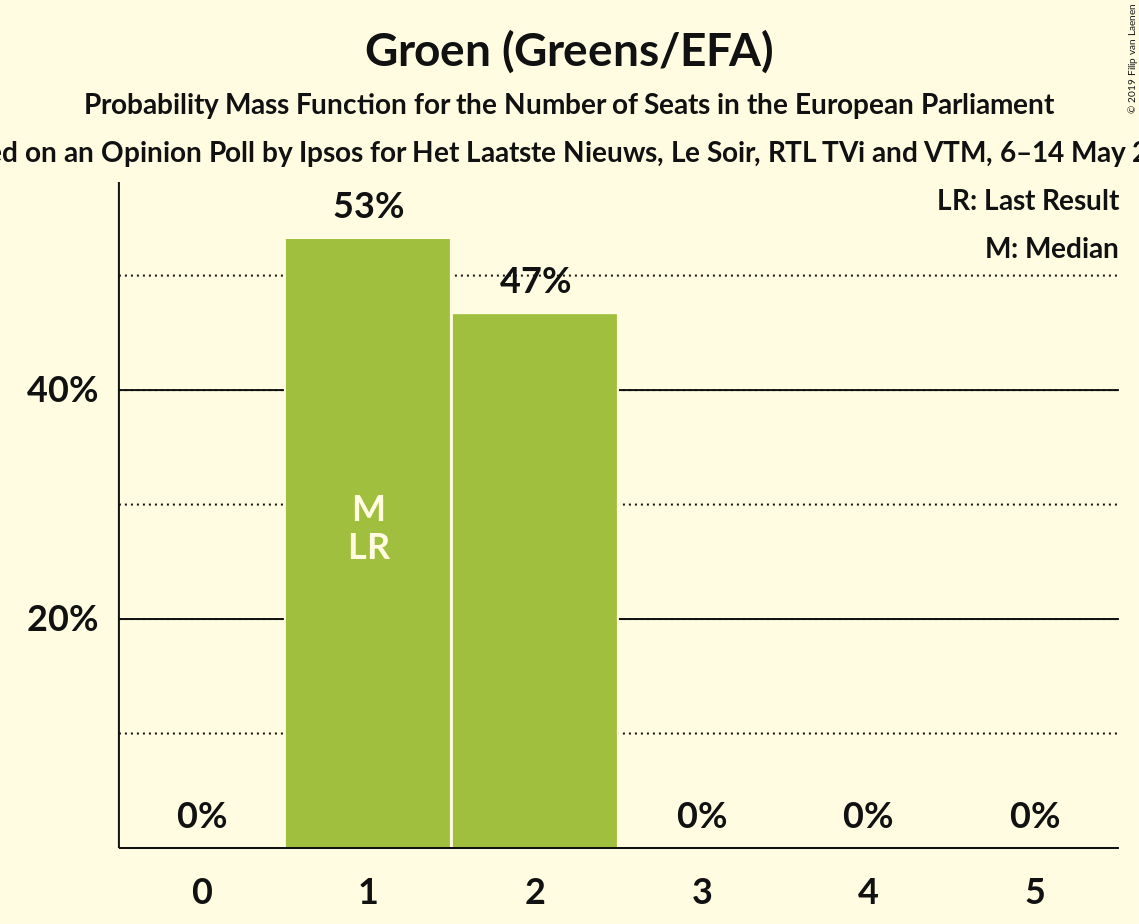 Groen (Greens/EFA)
Probability Mass Function for the Number of Seats in the European Parliament
on an Opinion Poll by Ipsos for Het Laatste Nieuws, Le Soir, RTL TVi and VTM, 6–14 May
© 2019 Filip van Laenen
LR: Last Result
M: Median
53%
47%
40%
20%
M
LR
0%
0%
0%
0%
0
1
2
3
4
5